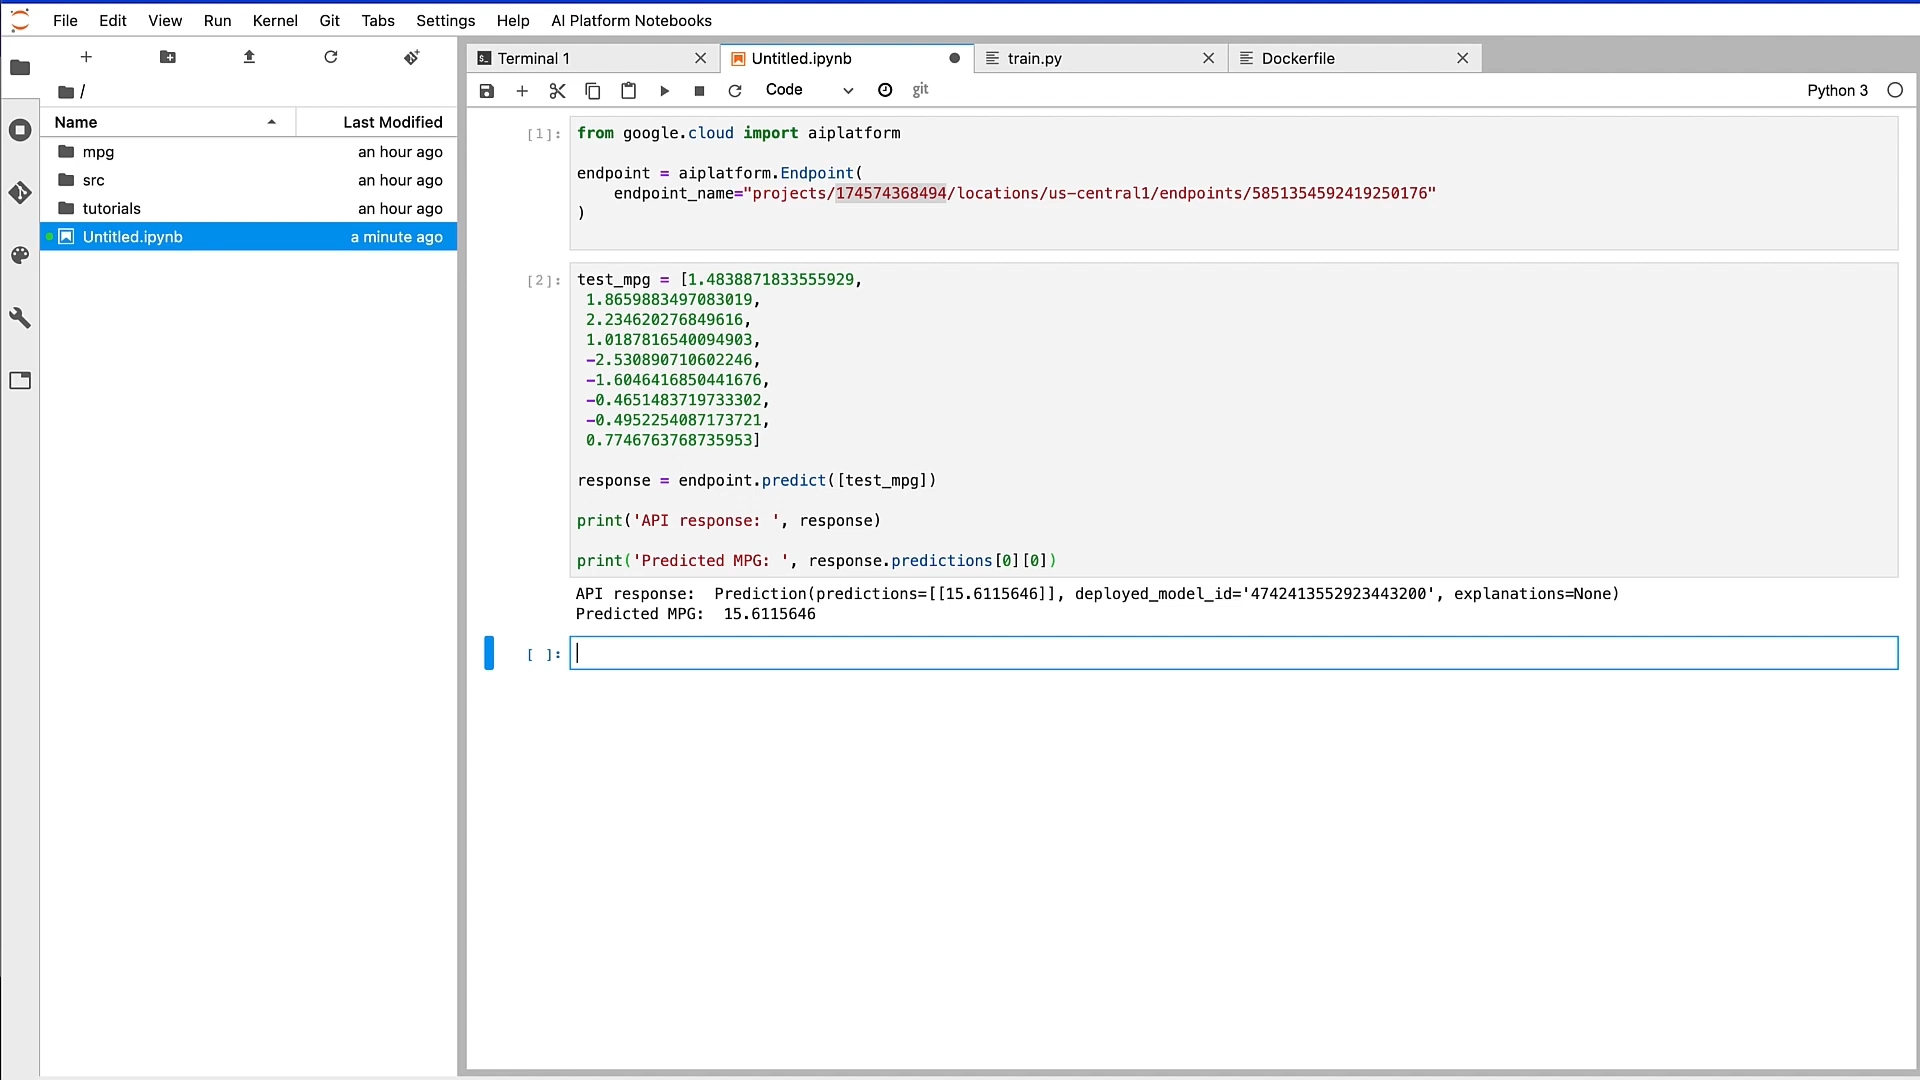 File Edit View Run Kernel Git Tabs Settings Help AI Platform Notebooks
Terminal 1 Untitled.ipynb train.py Dockerfile
Code git Python 3
/
Name Last Modified
mpg an hour ago
src an hour ago
tutorials an hour ago
Untitled.ipynb a minute ago
[1]: from google.cloud import aiplatform
endpoint = aiplatform.Endpoint(
endpoint_name="projects/174574368494/locations/us-central1/endpoints/5851354592419250176"
)
[2]: test_mpg = [1.4838871833555929,
1.8659883497083019,
2.234620276849616,
1.0187816540094903,
-2.530890710602246,
-1.6046416850441676,
-0.4651483719733302,
-0.4952254087173721,
0.7746763768735953]
response = endpoint.predict([test_mpg])
print('API response: ', response)
print('Predicted MPG: ', response.predictions[0][0])
API response:  Prediction(predictions=[[15.6115646]], deployed_model_id='4742413552923443200', explanations=None)
Predicted MPG:  15.6115646
[ ]: